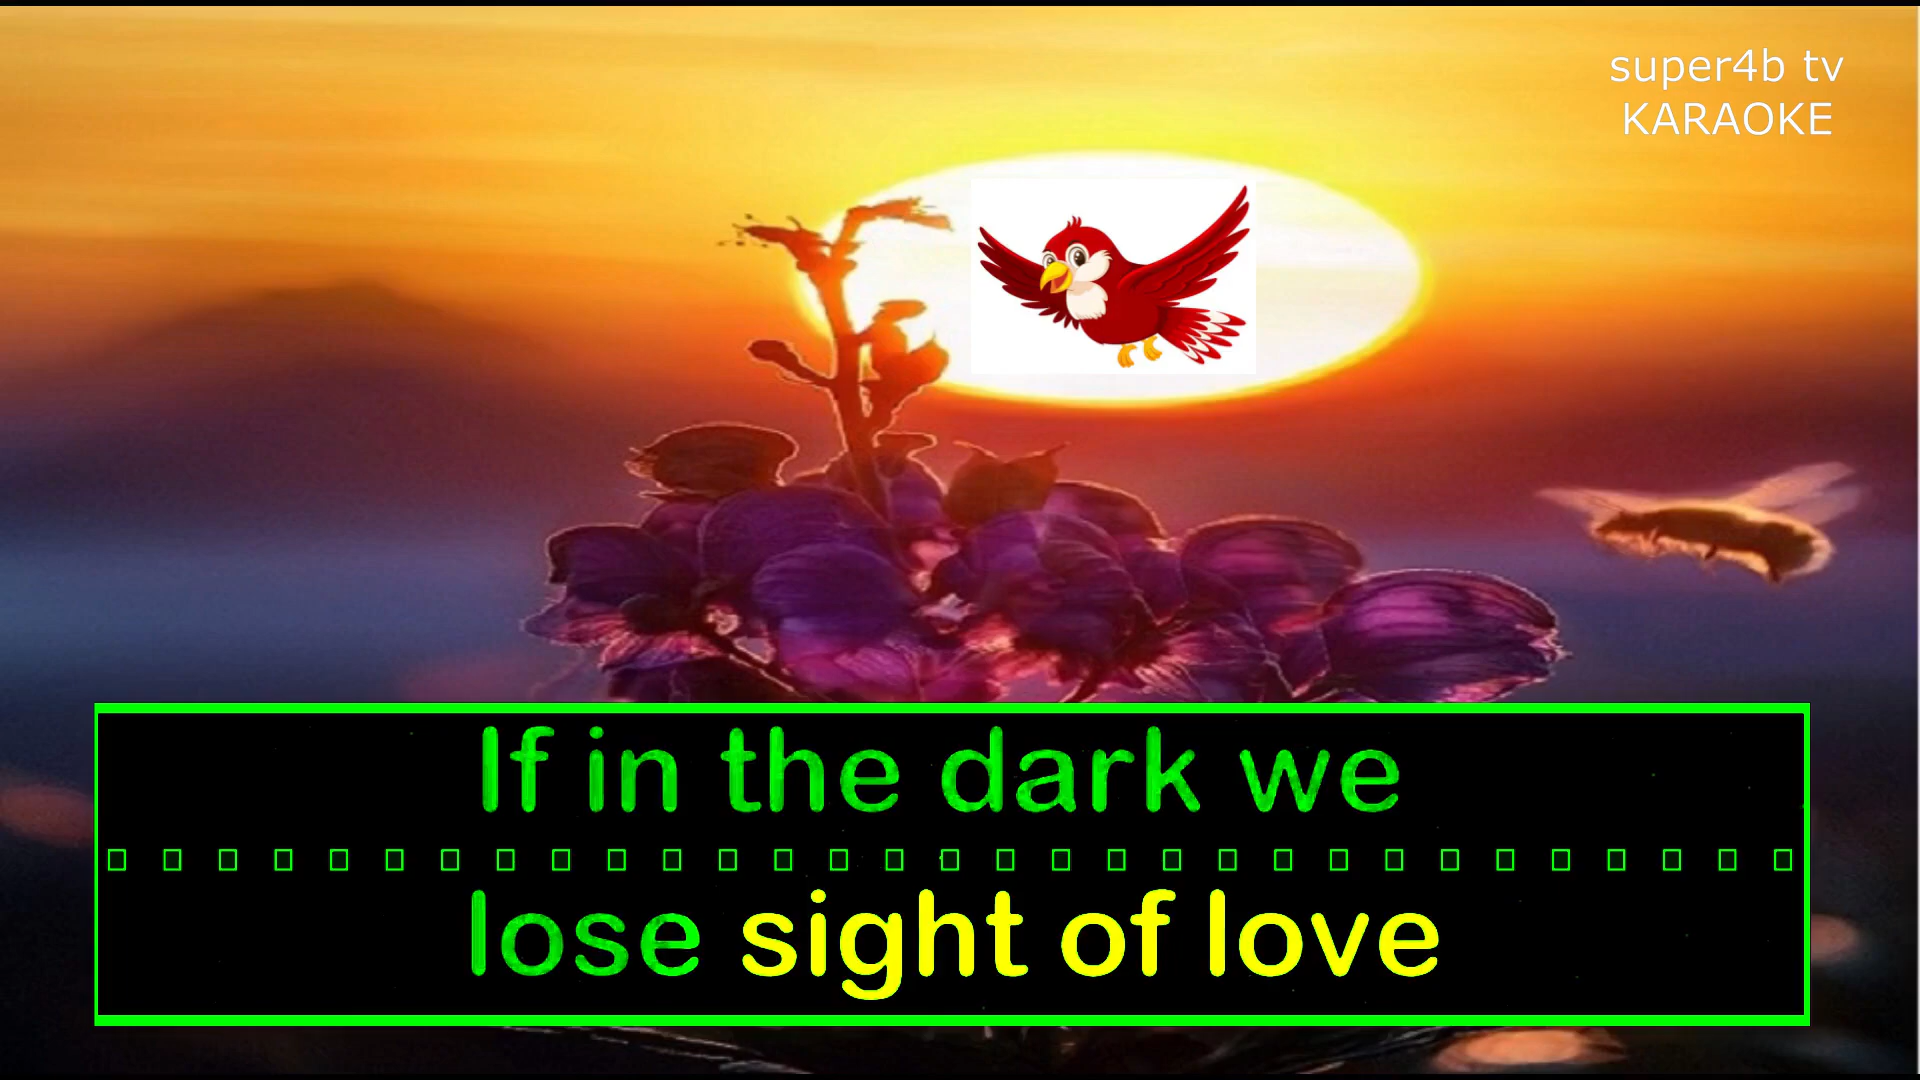 super4b tv
KARAOKE
If in the dark we
lose sight of love